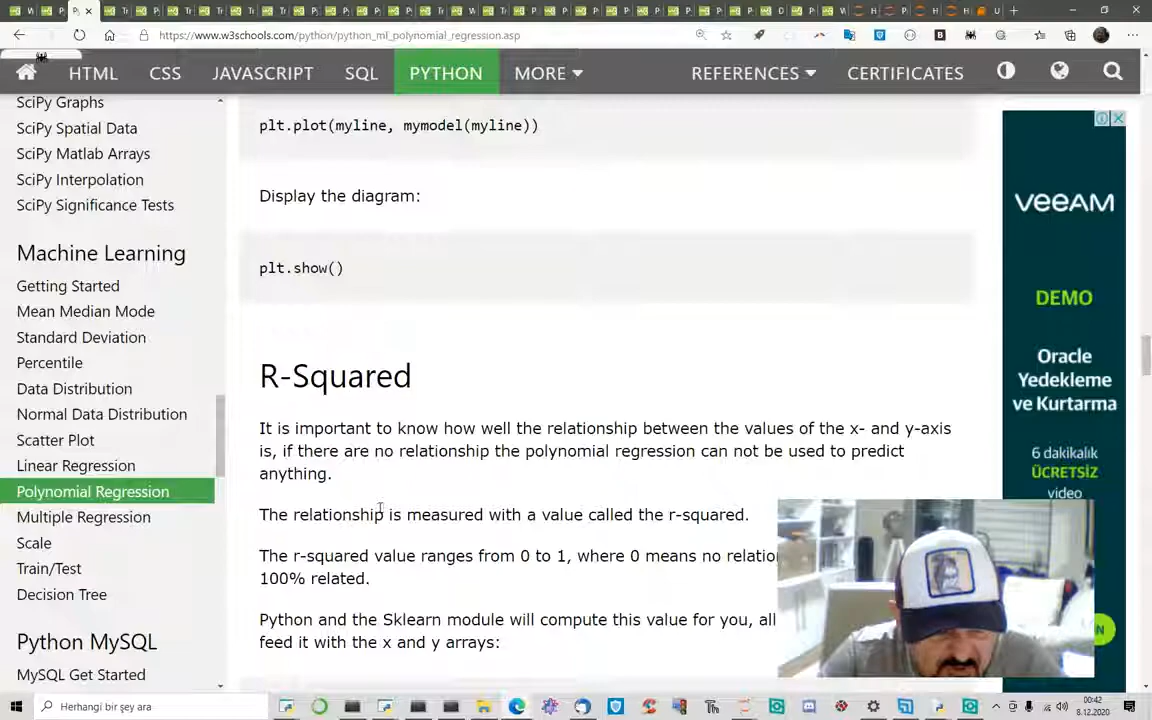 https://www.w3schools.com/python/python_ml_polynomial_regression.asp
HTML CSS JAVASCRIPT SQL PYTHON MORE REFERENCES CERTIFICATES
SciPy Graphs
SciPy Spatial Data
SciPy Matlab Arrays
SciPy Interpolation
SciPy Significance Tests
Machine Learning
Getting Started
Mean Median Mode
Standard Deviation
Percentile
Data Distribution
Normal Data Distribution
Scatter Plot
Linear Regression
Polynomial Regression
Multiple Regression
Scale
Train/Test
Decision Tree
Python MySQL
MySQL Get Started
plt.plot(myline, mymodel(myline))
Display the diagram:
plt.show()
R-Squared
It is important to know how well the relationship between the values of the x- and y-axis
is, if there are no relationship the polynomial regression can not be used to predict
anything.
The relationship is measured with a value called the r-squared.
The r-squared value ranges from 0 to 1, where 0 means no relatio
100% related.
Python and the Sklearn module will compute this value for you, all
feed it with the x and y arrays:
VEEAM
DEMO
Oracle
Yedekleme
ve Kurtarma
6 dakikalık
ÜCRETSİZ
video
Herhangi bir şey ara
00:42
8.12.2020